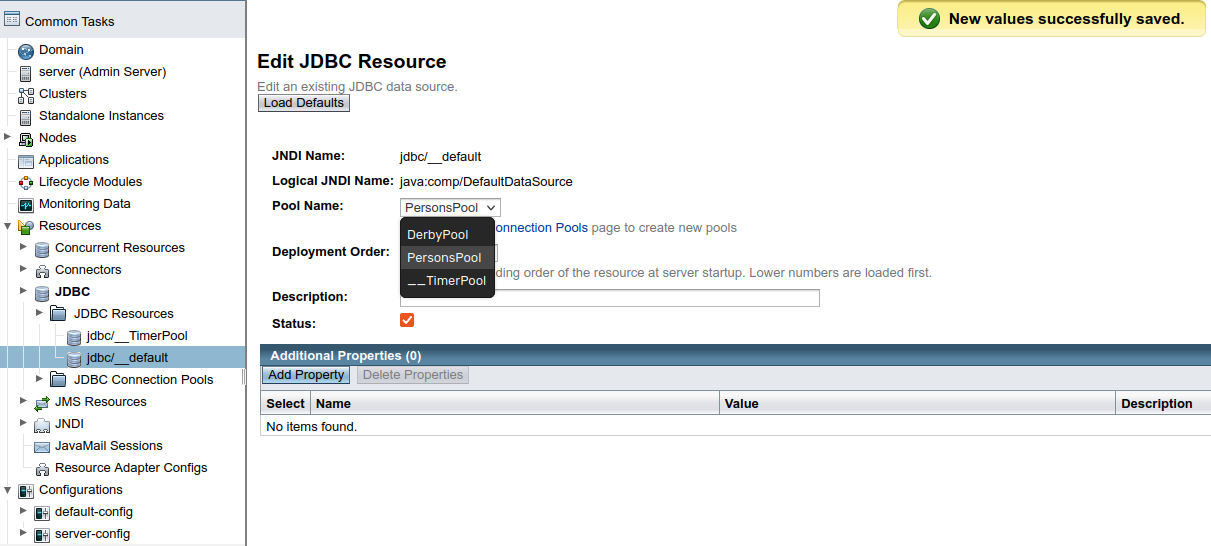 Common Tasks
Domain
server (Admin Server)
Clusters
Standalone Instances
Nodes
Applications
Lifecycle Modules
Monitoring Data
Resources
Concurrent Resources
Connectors
JDBC
JDBC Resources
jdbc/__TimerPool
jdbc/__default
JDBC Connection Pools
JMS Resources
JNDI
JavaMail Sessions
Resource Adapter Configs
Configurations
default-config
server-config
New values successfully saved.
Edit JDBC Resource
Edit an existing JDBC data source.
Load Defaults
JNDI Name: jdbc/__default
Logical JNDI Name: java:comp/DefaultDataSource
Pool Name: PersonsPool
DerbyPool
PersonsPool
__TimerPool
onnection Pools page to create new pools
Deployment Order:
ding order of the resource at server startup. Lower numbers are loaded first.
Description:
Status:
Additional Properties (0)
Add Property Delete Properties
Select Name Value Description
No items found.